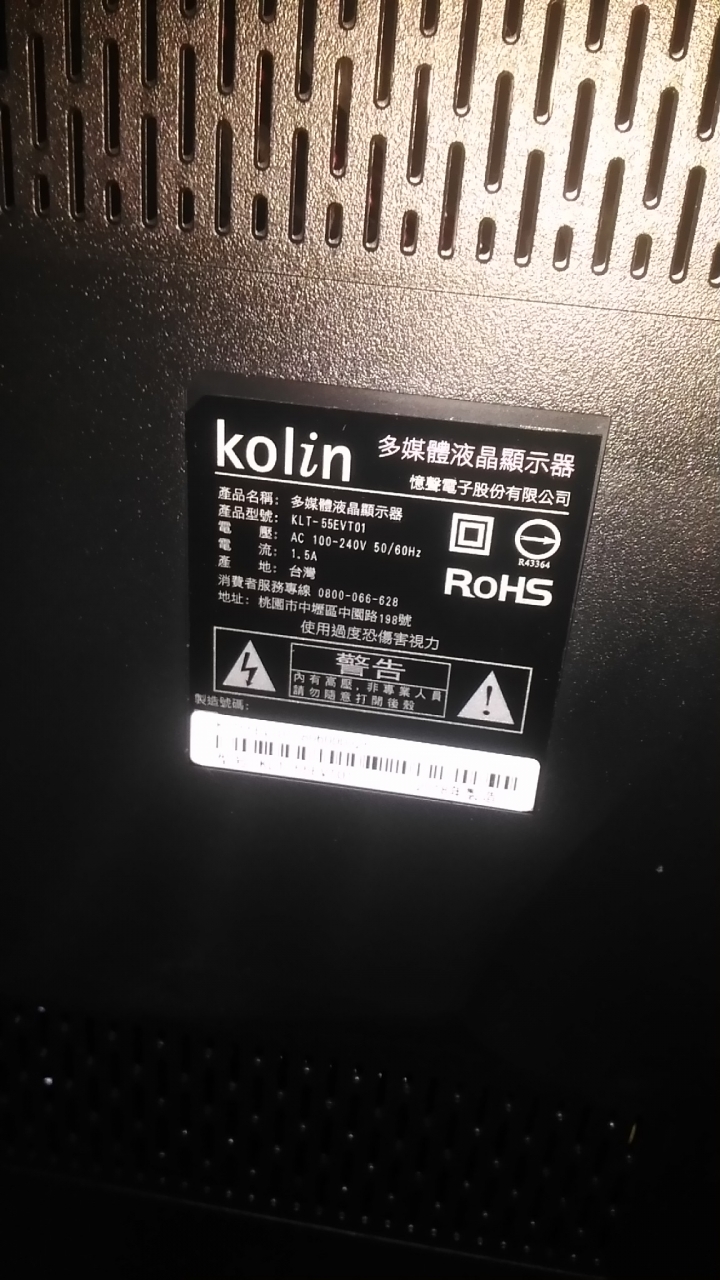 kolin 多媒體液晶顯示器
憶聲電子股份有限公司
產品名稱: 多媒體液晶顯示器
產品型號: KLT-55EVT01
電 壓: AC 100-240V 50/60Hz
電 流: 1.5A
產 地: 台灣
消費者服務專線 0800-066-628
地址: 桃園市中壢區中園路198號
R43364
RoHS
使用過度恐傷害視力
警告
內有高壓,非專業人員
請勿隨意打開後殼
製造號碼: